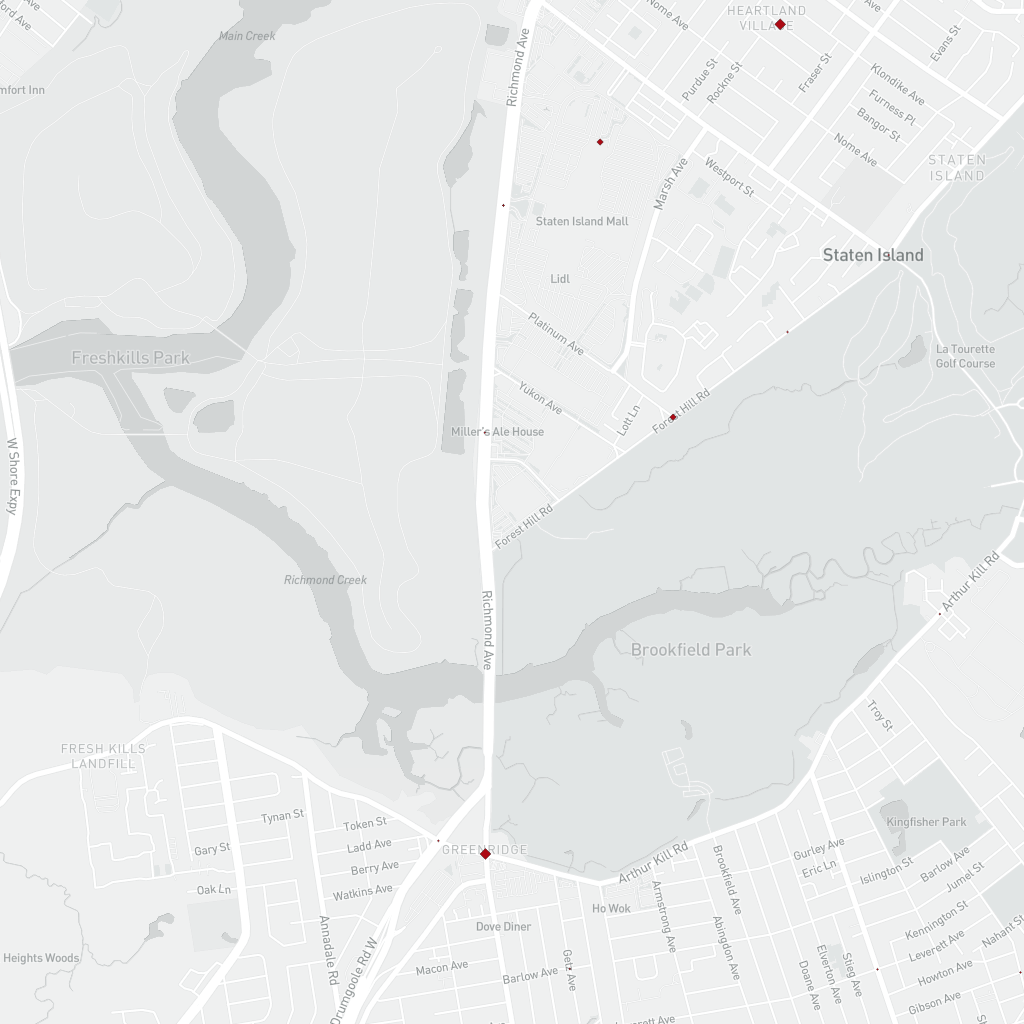 HEARTLAND
VILLAGE
Nome Ave
Evans St
Main Creek
Richmond Ave
Purdue St
Rockne St
Fraser St
Klondike Ave
Furness Pl
Bangor St
Nome Ave
STATEN
ISLAND
Marsh Ave
Westport St
Staten Island Mall
Staten Island
Lidl
Platinum Ave
Freshkills Park
La Tourette
Golf Course
Yukon Ave
Lott Ln
Forest Hill Rd
Miller's Ale House
W Shore Expy
Forest Hill Rd
Richmond Creek
Richmond Ave
Arthur Kill Rd
Brookfield Park
Troy St
FRESH KILLS
LANDFILL
Tynan St
Token St
Kingfisher Park
Gary St
Ladd Ave
GREENRIDGE
Gurley Ave
Berry Ave
Arthur Kill Rd
Eric Ln
Islington St
Barlow Ave
Oak Ln
Watkins Ave
Brookfield Ave
Jumel St
Armstrong Ave
Ho Wok
Kennington St
Dove Diner
Annadale Rd
Abingdon Ave
Leverett Ave
Nahant St
Heights Woods
Drumgoole Rd W
Macon Ave
Barlow Ave
Getz Ave
Doane Ave
Elverton Ave
Stieg Ave
Howton Ave
Gibson Ave